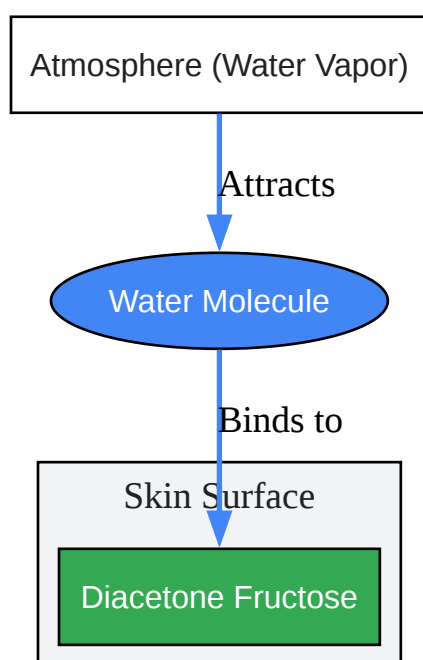 Atmosphere (Water Vapor)
Attracts
Water Molecule
Binds to
Skin Surface
Diacetone Fructose